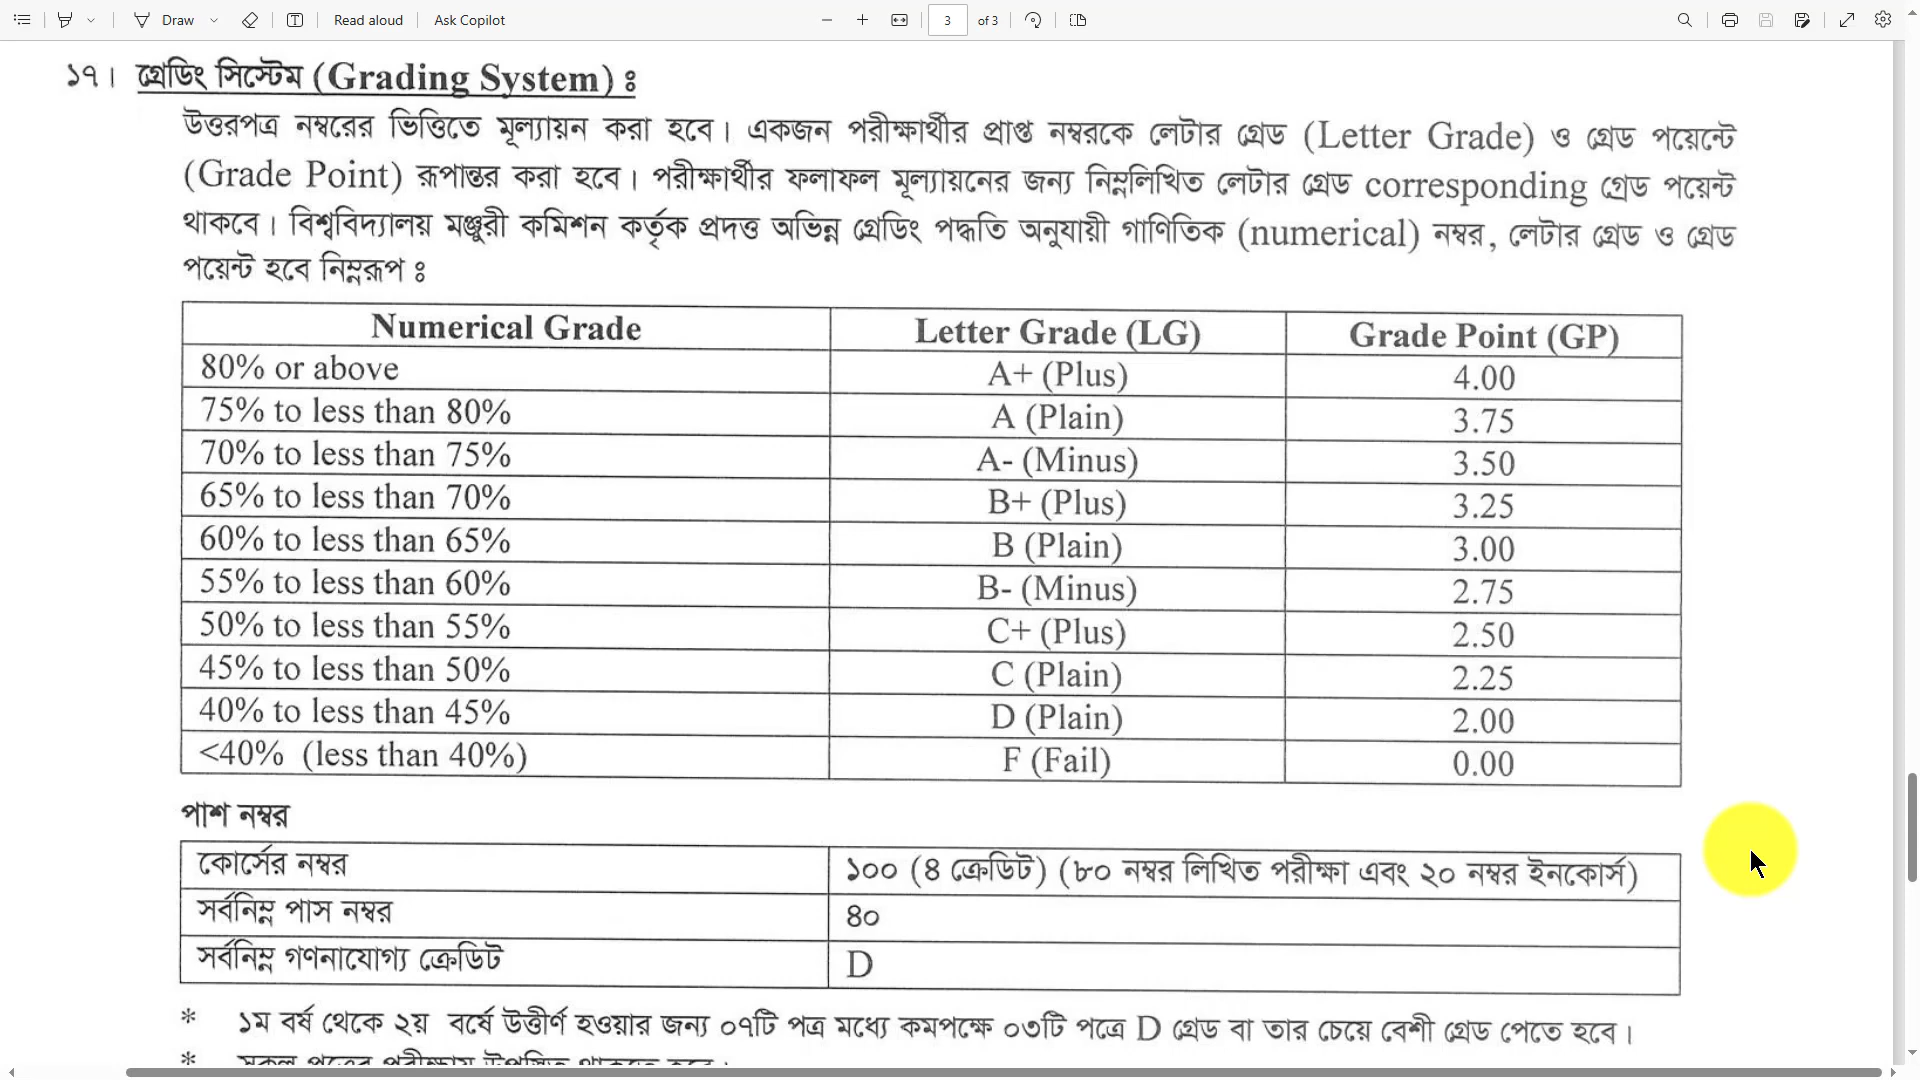 Draw
Read aloud
Ask Copilot
3 of 3
১৭। গ্রেডিং সিস্টেম (Grading System) ঃ
উত্তরপত্র নম্বরের ভিত্তিতে মূল্যায়ন করা হবে। একজন পরীক্ষার্থীর প্রাপ্ত নম্বরকে লেটার গ্রেড (Letter Grade) ও গ্রেড পয়েন্টে
(Grade Point) রূপান্তর করা হবে। পরীক্ষার্থীর ফলাফল মূল্যায়নের জন্য নিম্নলিখিত লেটার গ্রেড corresponding গ্রেড পয়েন্ট
থাকবে। বিশ্ববিদ্যালয় মঞ্জুরী কমিশন কর্তৃক প্রদত্ত অভিন্ন গ্রেডিং পদ্ধতি অনুযায়ী গাণিতিক (numerical) নম্বর, লেটার গ্রেড ও গ্রেড
পয়েন্ট হবে নিম্নরূপ ঃ
Numerical Grade Letter Grade (LG) Grade Point (GP)
80% or above A+ (Plus) 4.00
75% to less than 80% A (Plain) 3.75
70% to less than 75% A- (Minus) 3.50
65% to less than 70% B+ (Plus) 3.25
60% to less than 65% B (Plain) 3.00
55% to less than 60% B- (Minus) 2.75
50% to less than 55% C+ (Plus) 2.50
45% to less than 50% C (Plain) 2.25
40% to less than 45% D (Plain) 2.00
<40% (less than 40%) F (Fail) 0.00
পাশ নম্বর
কোর্সের নম্বর ১০০ (৪ ক্রেডিট) (৮০ নম্বর লিখিত পরীক্ষা এবং ২০ নম্বর ইনকোর্স)
সর্বনিম্ন পাস নম্বর ৪০
সর্বনিম্ন গণনাযোগ্য ক্রেডিট D
* ১ম বর্ষ থেকে ২য় বর্ষে উত্তীর্ণ হওয়ার জন্য ০৭টি পত্র মধ্যে কমপক্ষে ০৩টি পত্রে D গ্রেড বা তার চেয়ে বেশী গ্রেড পেতে হবে।
* সকল পত্রের পরীক্ষায় উপস্থিত থাকতে হবে।